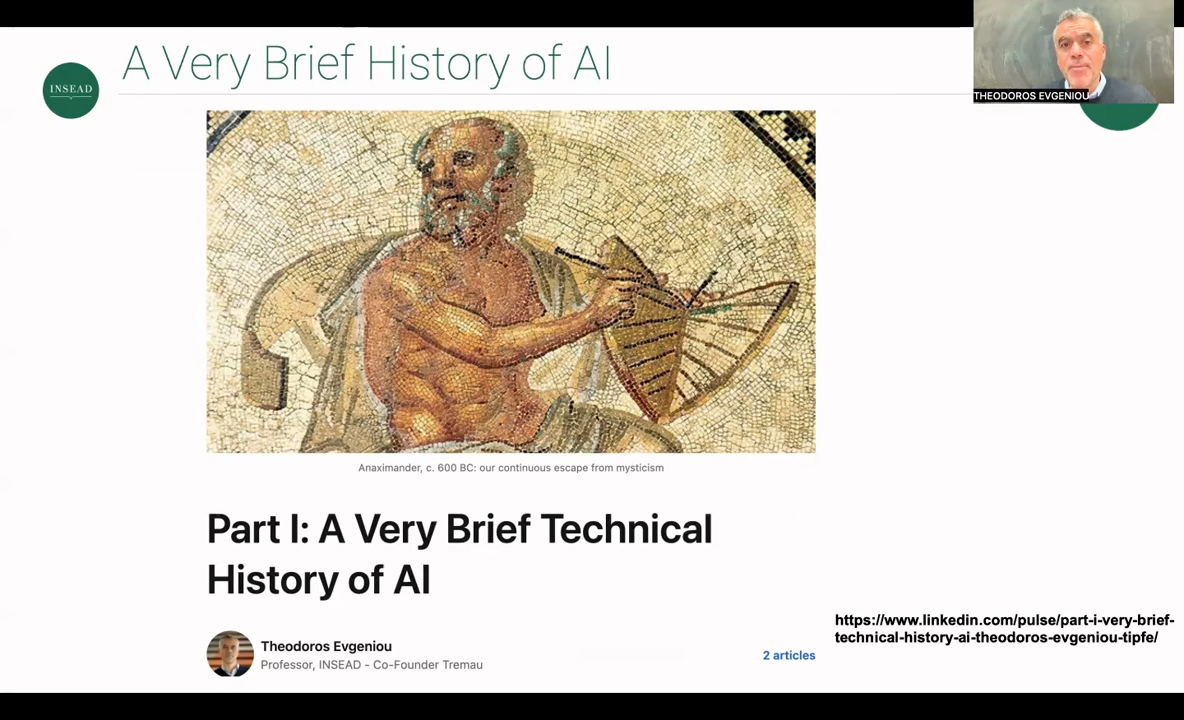 A Very Brief History of AI
INSEAD
THEODOROS EVGENIOU
Anaximander, c. 600 BC: our continuous escape from mysticism
Part I: A Very Brief Technical
History of AI
Theodoros Evgeniou
Professor, INSEAD - Co-Founder Tremau
2 articles
https://www.linkedin.com/pulse/part-i-very-brief-
technical-history-ai-theodoros-evgeniou-tipfe/